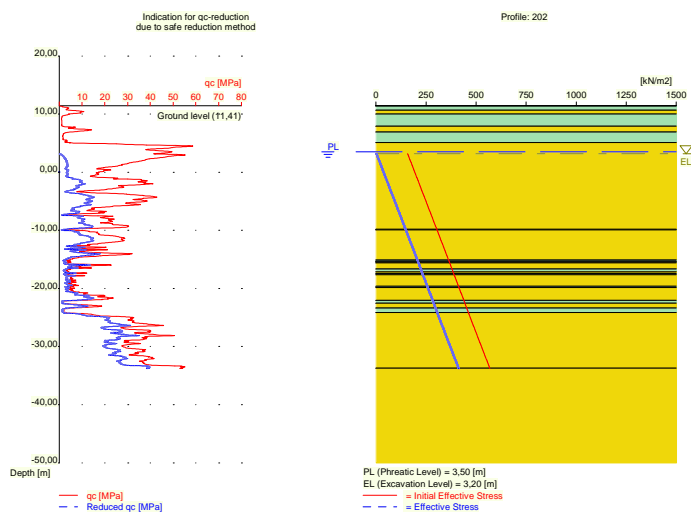 Indication for qc-reduction
due to safe reduction method
Profile: 202
20,00
qc [MPa]
[kN/m2]
10 20 30 40 50 60 70 80
0 250 500 750 1000 1250 1500
10,00
Ground level (11,41)
PL
EL
0,00
-10,00
-20,00
-30,00
-40,00
-50,00
Depth [m]
PL (Phreatic Level) = 3,50 [m]
EL (Excavation Level) = 3,20 [m]
qc [MPa]
Reduced qc [MPa]
= Initial Effective Stress
= Effective Stress